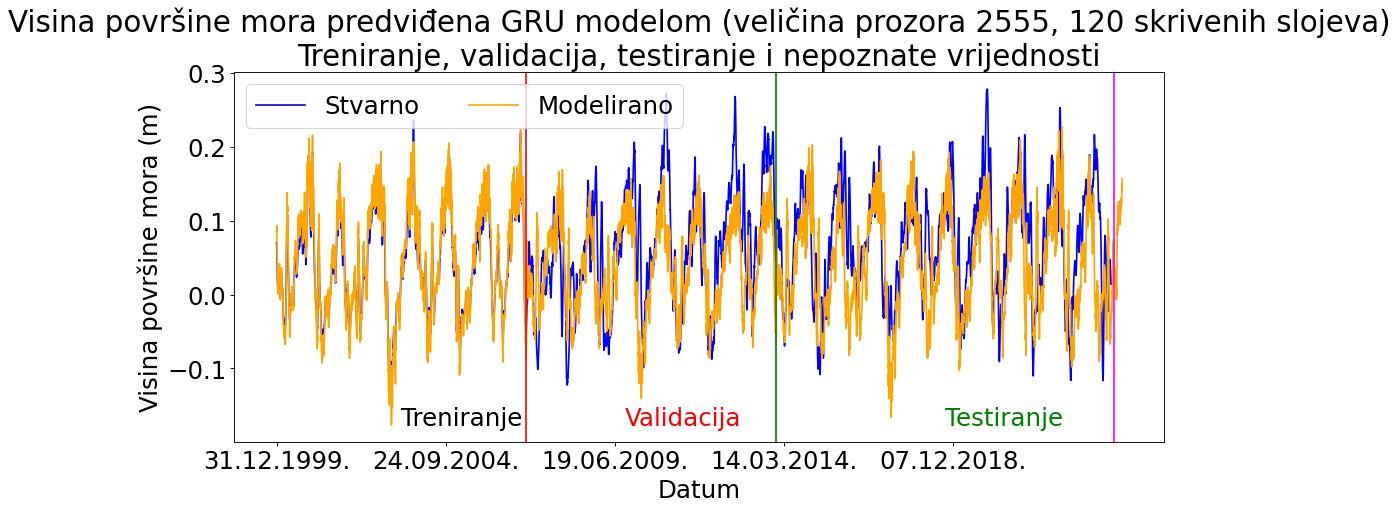 Visina površine mora predviđena GRU modelom (veličina prozora 2555, 120 skrivenih slojeva)
Treniranje, validacija, testiranje i nepoznate vrijednosti
Stvarno Modelirano
Visina površine mora (m)
0.3
0.2
0.1
0.0
−0.1
Treniranje Validacija Testiranje
31.12.1999. 24.09.2004. 19.06.2009. 14.03.2014. 07.12.2018.
Datum